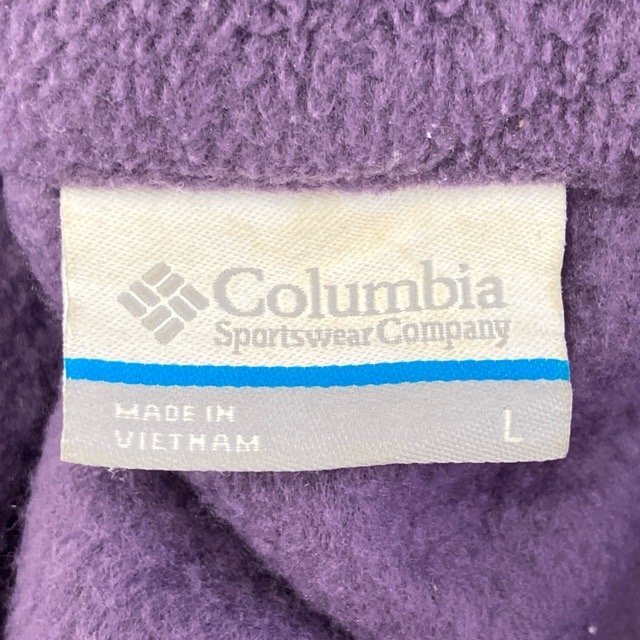 Columbia
Sportswear Company
MADE IN
VIETNAM
L